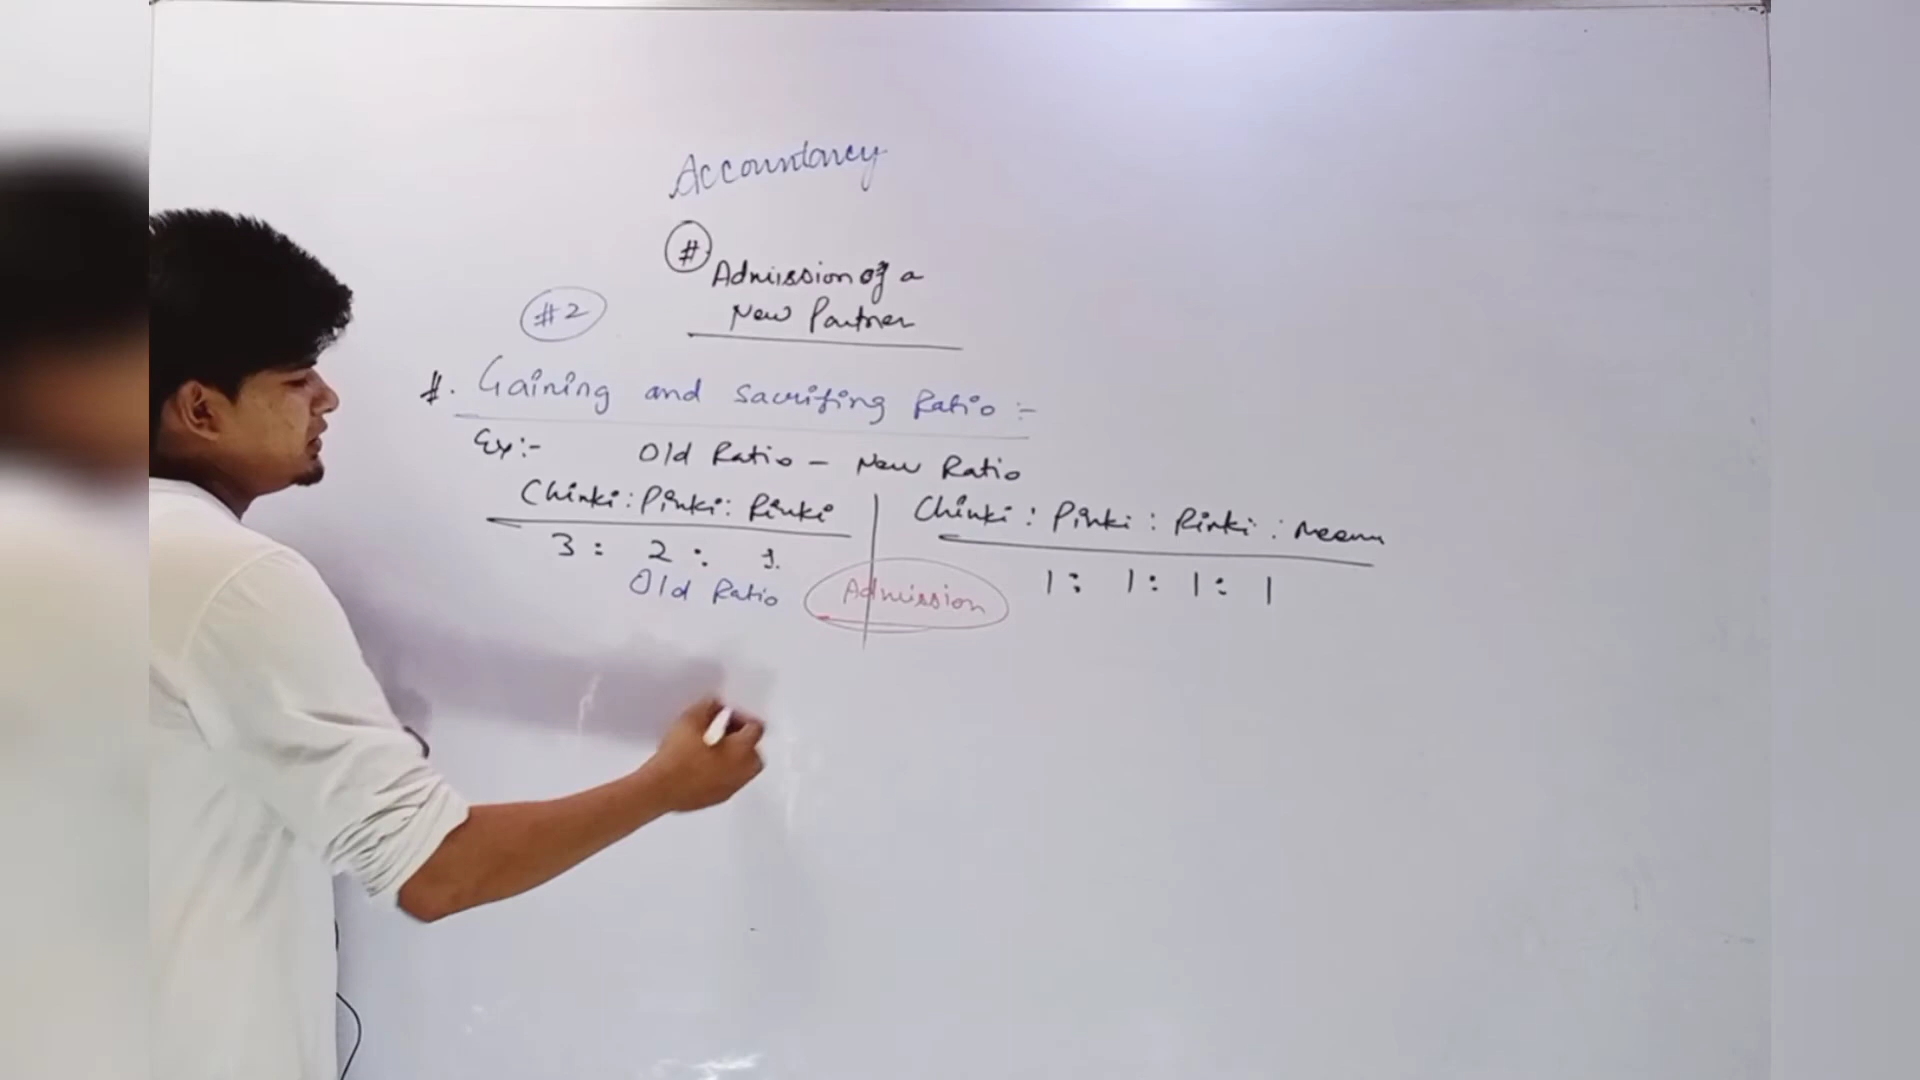 Accountancy
# Admission of a
New Partner
#2
#. Gaining and Sacrifing Ratio :-
Ex:- Old Ratio - New Ratio
Chinki : Pinki : Rinki
3 : 2 : 1.
Old Ratio
Admission
Chinki : Pinki : Rinki : Meenu
1 : 1 : 1 : 1